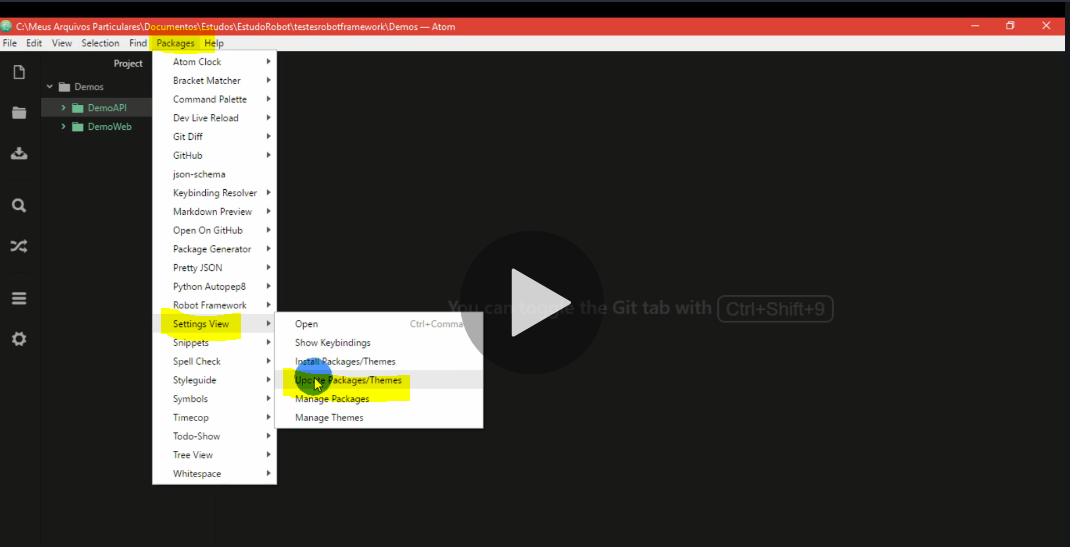 C:\Meus Arquivos Particulares\Documentos\Estudos\EstudoRobot\testesrobotframework\Demos — Atom
File Edit View Selection Find Packages Help
Project
Demos
DemoAPI
DemoWeb
Atom Clock
Bracket Matcher
Command Palette
Dev Live Reload
Git Diff
GitHub
json-schema
Keybinding Resolver
Markdown Preview
Open On GitHub
Package Generator
Pretty JSON
Python Autopep8
Robot Framework
Settings View
Snippets
Spell Check
Styleguide
Symbols
Timecop
Todo-Show
Tree View
Whitespace
Open Ctrl+Comma
Show Keybindings
Install Packages/Themes
Update Packages/Themes
Manage Packages
Manage Themes
You can toggle the Git tab with Ctrl+Shift+9